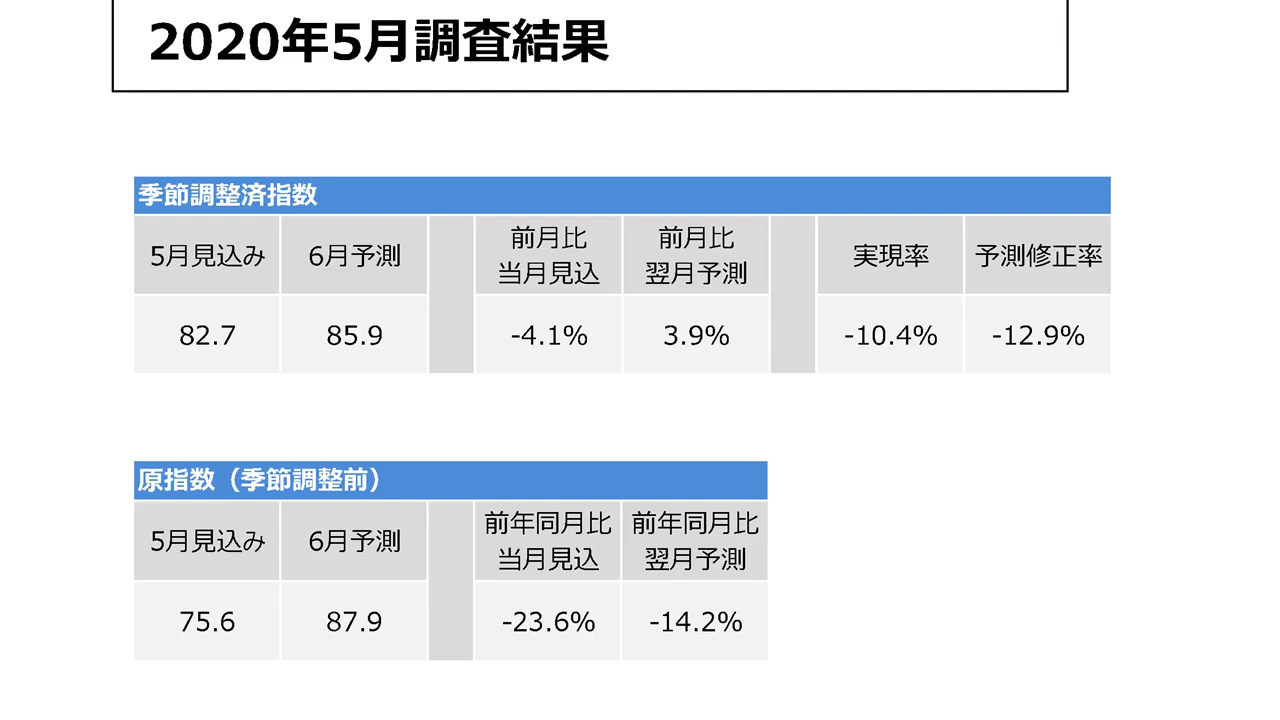 2020年5月調査結果
季節調整済指数
5月見込み 6月予測 前月比 当月見込 前月比 翌月予測 実現率 予測修正率
82.7 85.9 -4.1% 3.9% -10.4% -12.9%
原指数（季節調整前）
5月見込み 6月予測 前年同月比 当月見込 前年同月比 翌月予測
75.6 87.9 -23.6% -14.2%